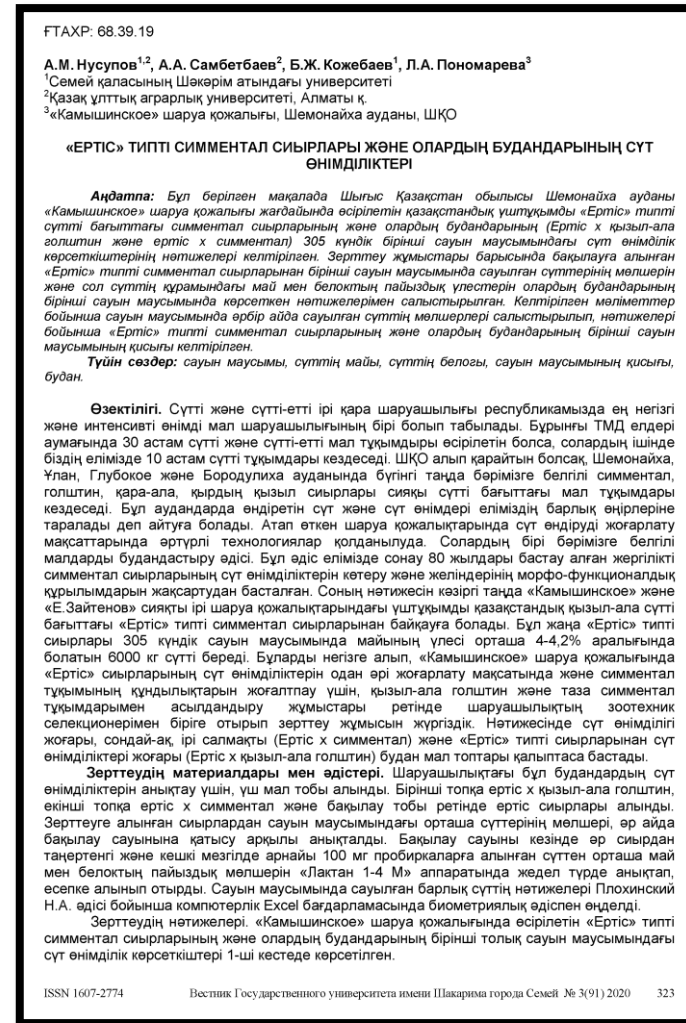 ҒТАХР: 68.39.19
А.М. Нусупов1,2, А.А. Самбетбаев2, Б.Ж. Кожебаев1, Л.А. Пономарева3
1Семей қаласының Шәкәрім атындағы университеті
2Қазақ ұлттық аграрлық университеті, Алматы қ.
3«Камышинское» шаруа қожалығы, Шемонайха ауданы, ШҚО
«ЕРТІС» ТИПТІ СИММЕНТАЛ СИЫРЛАРЫ ЖӘНЕ ОЛАРДЫҢ БУДАНДАРЫНЫҢ СҮТ
ӨНІМДІЛІКТЕРІ
Аңдатпа: Бұл берілген мақалада Шығыс Қазақстан обылысы Шемонайха ауданы
«Камышинское» шаруа қожалығы жағдайында өсірілетін қазақстандық үштұқымды «Ертіс» типті
сүтті бағыттағы симментал сиырларының және олардың будандарының (Ертіс х қызыл-ала
голштин және ертіс х симментал) 305 күндік бірінші сауын маусымындағы сүт өнімділік
көрсеткіштерінің нәтижелері келтірілген. Зерттеу жұмыстары барысында бақылауға алынған
«Ертіс» типті симментал сиырларынан бірінші сауын маусымында сауылған сүттерінің мөлшерін
және сол сүттің құрамындағы май мен белоктың пайыздық үлестерін олардың будандарының
бірінші сауын маусымында көрсеткен нәтижелерімен салыстырылған. Келтірілген мәліметтер
бойынша сауын маусымында әрбір айда сауылған сүттің мөлшерлері салыстырылып, нәтижелері
бойынша «Ертіс» типті симментал сиырларының және олардың будандарының бірінші сауын
маусымының қисығы келтірілген.
Түйін сөздер: сауын маусымы, сүттің майы, сүттің белогы, сауын маусымының қисығы,
будан.
Өзектілігі. Сүтті және сүтті-етті ірі қара шаруашылығы республикамызда ең негізгі
және интенсивті өнімді мал шаруашылығының бірі болып табылады. Бұрынғы ТМД елдері
аумағында 30 астам сүтті және сүтті-етті мал тұқымдыры өсірілетін болса, солардың ішінде
біздің елімізде 10 астам сүтті тұқымдары кездеседі. ШҚО алып қарайтын болсақ, Шемонайха,
Ұлан, Глубокое және Бородулиха ауданында бүгінгі таңда бәрімізге белгілі симментал,
голштин, қара-ала, қырдың қызыл сиырлары сияқы сүтті бағыттағы мал тұқымдары
кездеседі. Бұл аудандарда өндіретін сүт және сүт өнімдері еліміздің барлық өңірлеріне
таралады деп айтуға болады. Атап өткен шаруа қожалықтарында сүт өндіруді жоғарлату
мақсаттарында әртүрлі технологиялар қолданылуда. Солардың бірі бәрімізге белгілі
малдарды будандастыру әдісі. Бұл әдіс елімізде сонау 80 жылдары бастау алған жергілікті
симментал сиырларының сүт өнімділіктерін көтеру және желіндерінің морфо-функционалдық
құрылымдарын жақсартудан басталған. Соның нәтижесін көзіргі таңда «Камышинское» және
«Е.Зайтенов» сияқты ірі шаруа қожалықтарындағы үштұқымды қазақстандық қызыл-ала сүтті
бағыттағы «Ертіс» типті симментал сиырларынан байқауға болады. Бұл жаңа «Ертіс» типті
сиырлары 305 күндік сауын маусымында майының үлесі орташа 4-4,2% аралығында
болатын 6000 кг сүтті береді. Бұларды негізге алып, «Камышинское» шаруа қожалығында
«Ертіс» сиырларының сүт өнімділіктерін одан әрі жоғарлату мақсатында және симментал
тұқымының құндылықтарын жоғалтпау үшін, қызыл-ала голштин және таза симментал
тұқымдарымен асылдандыру жұмыстары ретінде шаруашылықтың зоотехник
селекционерімен біріге отырып зерттеу жұмысын жүргіздік. Нәтижесінде сүт өнімділігі
жоғары, сондай-ақ, ірі салмақты (Ертіс х симментал) және «Ертіс» типті сиырларынан сүт
өнімділіктері жоғары (Ертіс х қызыл-ала голштин) будан мал топтары қалыптаса бастады.
Зерттеудің материалдары мен әдістері. Шаруашылықтағы бұл будандардың сүт
өнімділіктерін анықтау үшін, үш мал тобы алынды. Бірінші топқа ертіс х қызыл-ала голштин,
екінші топқа ертіс х симментал және бақылау тобы ретінде ертіс сиырлары алынды.
Зерттеуге алынған сиырлардан сауын маусымындағы орташа сүттерінің мөлшері, әр айда
бақылау сауынына қатысу арқылы анықталды. Бақылау сауыны кезінде әр сиырдан
таңертенгі және кешкі мезгілде арнайы 100 мг пробиркаларға алынған сүттен орташа май
мен белоктың пайыздық мөлшерін «Лактан 1-4 М» аппаратында жедел түрде анықтап,
есепке алынып отырды. Сауын маусымында сауылған барлық сүттің нәтижелері Плохинский
Н.А. әдісі бойынша компютерлік Excel бағдарламасында биометриялық әдіспен өңделді.
Зерттеудің нәтижелері. «Камышинское» шаруа қожалығында өсірілетін «Ертіс» типті
симментал сиырларының және олардың будандарының бірінші толық сауын маусымындағы
сүт өнімділік көрсеткіштері 1-ші кестеде көрсетілген.
ISSN 1607-2774 Вестник Государственного университета имени Шакарима города Семей № 3(91) 2020 323